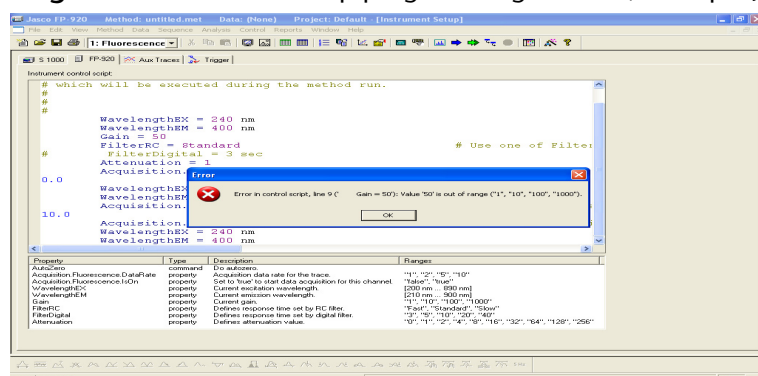 Jasco FP-920 Method: untitled.met Data: (None) Project: Default - [Instrument Setup]
File Edit View Method Data Sequence Analysis Control Reports Window Help
1: Fluorescence
S 1000 FP-920 Aux Traces Trigger
Instrument control script:
# which will be executed during the method run.
#
#
#
WavelengthEX = 240 nm
WavelengthEM = 400 nm
Gain = 50
FilterRC = Standard # Use one of Filter
# FilterDigital = 3 sec
Attenuation = 1
Acquisition.
0.0
WavelengthEX
WavelengthEM
Acquisition.
10.0
Acquisition.
WavelengthEX = 240 nm
WavelengthEM = 400 nm
Error
Error in control script, line 9 (' Gain = 50'): Value '50' is out of range ("1", "10", "100", "1000").
OK
Property Type Description Ranges
AutoZero command Do autozero.
Acquisition.Fluorescence.DataRate property Acquisition data rate for the trace. "1", "2", "5", "10"
Acquisition.Fluorescence.IsOn property Set to 'true' to start data acquisition for this channel. "false", "true"
WavelengthEX property Current excitation wavelength. [200 nm ... 890 nm]
WavelengthEM property Current emission wavelength. [210 nm ... 900 nm]
Gain property Current gain. "1", "10", "100", "1000"
FilterRC property Defines response time set by RC filter. "Fast", "Standard", "Slow"
FilterDigital property Defines response time set by digital filter. "3", "5", "10", "20", "40"
Attenuation property Defines attenuation value. "0", "1", "2", "4", "8", "16", "32", "64", "128", "256"